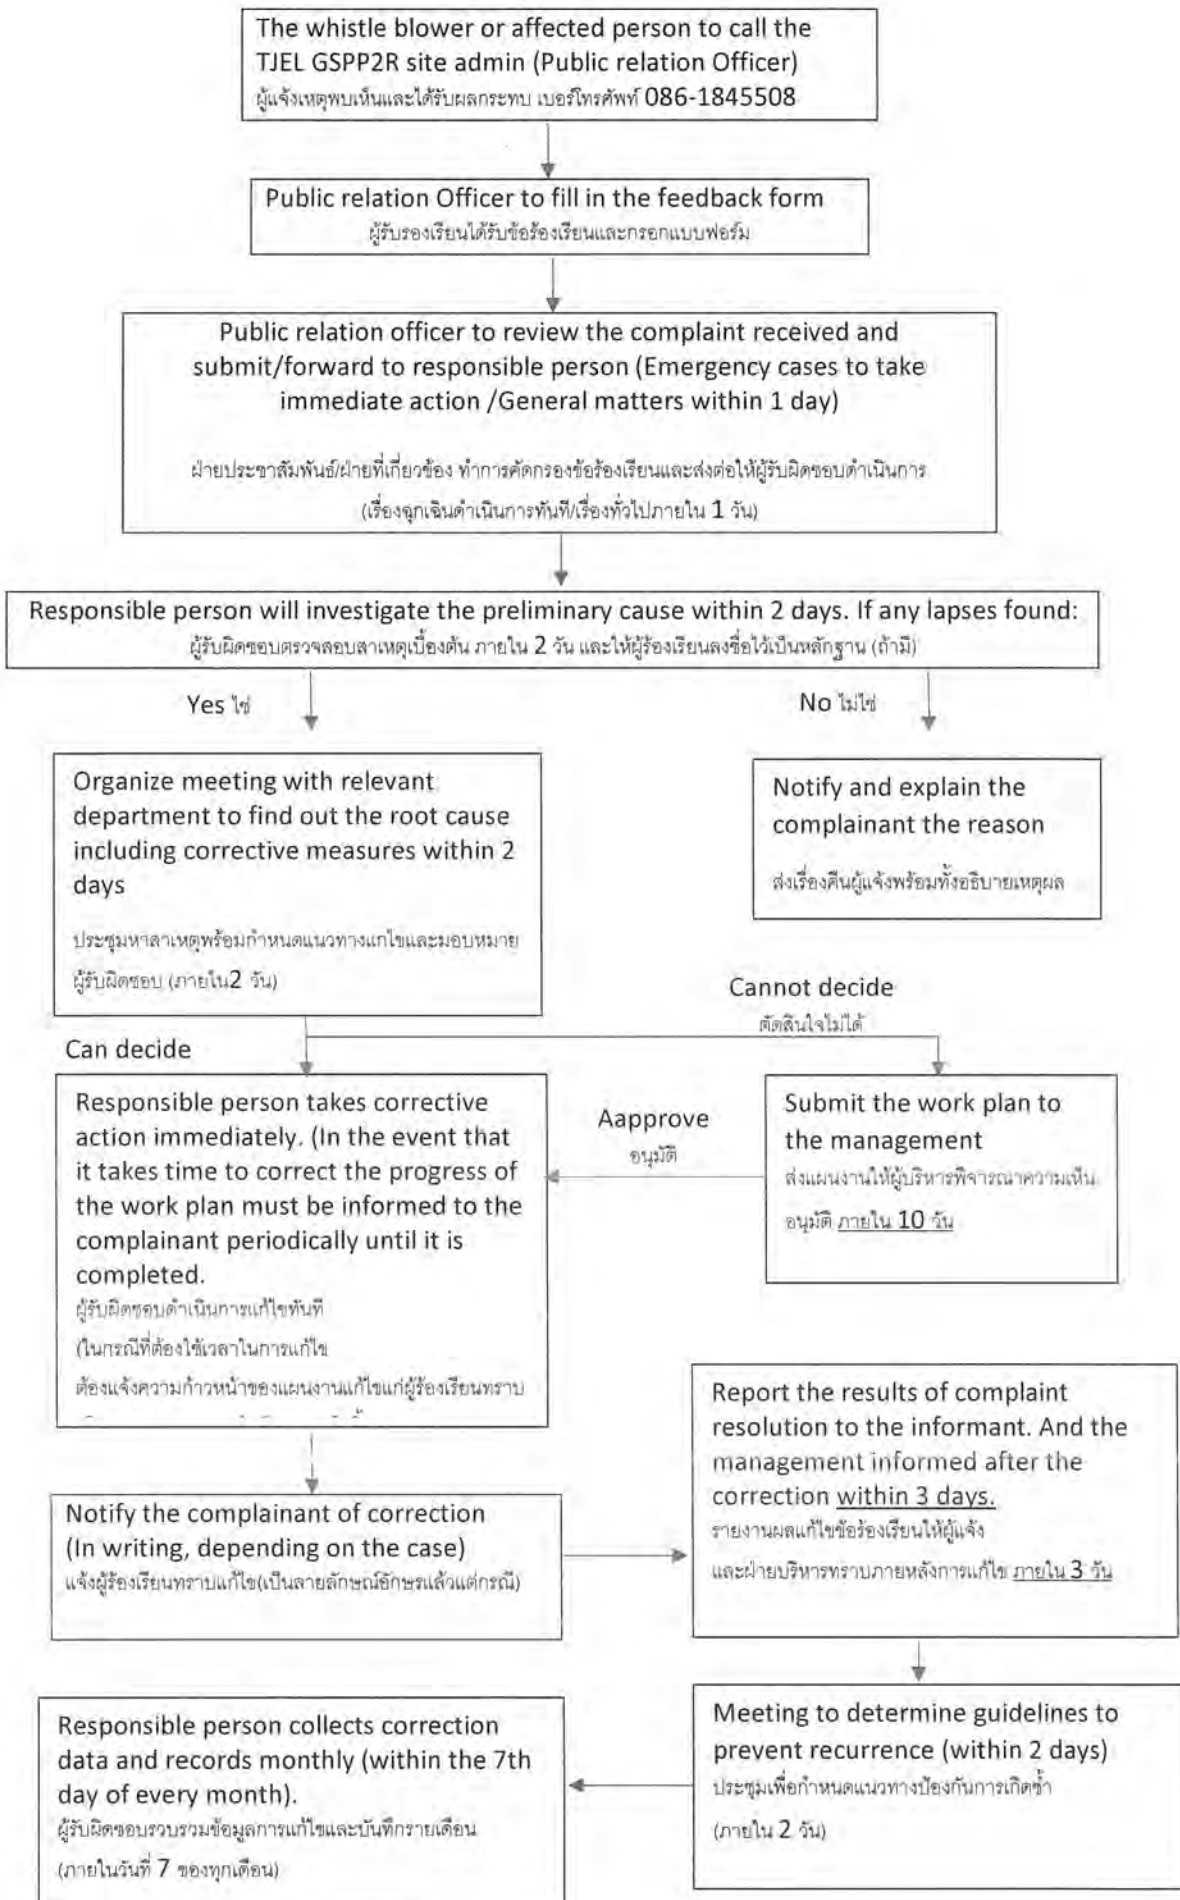 The whistle blower or affected person to call the
TJEL GSPP2R site admin (Public relation Officer)
ผู้แจ้งเหตุพบเห็นและได้รับผลกระทบ เบอร์โทรศัพท์ 086-1845508
Public relation Officer to fill in the feedback form
ผู้รับรองเรียนได้รับข้อร้องเรียนและกรอกแบบฟอร์ม
Public relation officer to review the complaint received and
submit/forward to responsible person (Emergency cases to take
immediate action /General matters within 1 day)
ฝ่ายประชาสัมพันธ์/ฝ่ายที่เกี่ยวข้อง ทำการคัดกรองข้อร้องเรียนและส่งต่อให้ผู้รับผิดชอบดำเนินการ
(เรื่องฉุกเฉินดำเนินการทันที/เรื่องทั่วไปภายใน 1 วัน)
Responsible person will investigate the preliminary cause within 2 days. If any lapses found:
ผู้รับผิดชอบตรวจสอบสาเหตุเบื้องต้น ภายใน 2 วัน และให้ผู้ร้องเรียนลงชื่อไว้เป็นหลักฐาน (ถ้ามี)
Yes ใช่
No ไม่ใช่
Organize meeting with relevant
department to find out the root cause
including corrective measures within 2
days
ประชุมหาสาเหตุพร้อมกำหนดแนวทางแก้ไขและมอบหมาย
ผู้รับผิดชอบ (ภายใน2 วัน)
Notify and explain the
complainant the reason
ส่งเรื่องคืนผู้แจ้งพร้อมทั้งอธิบายเหตุผล
Cannot decide
ตัดสินใจไม่ได้
Can decide
Responsible person takes corrective
action immediately. (In the event that
it takes time to correct the progress of
the work plan must be informed to the
complainant periodically until it is
completed.
ผู้รับผิดชอบดำเนินการแก้ไขทันที
(ในกรณีที่ต้องใช้เวลาในการแก้ไข
ต้องแจ้งความก้าวหน้าของแผนงานแก้ไขแก่ผู้ร้องเรียนทราบ
Aapprove
อนุมัติ
Submit the work plan to
the management
ส่งแผนงานให้ผู้บริหารพิจารณาความเห็น
อนุมัติ ภายใน 10 วัน
Notify the complainant of correction
(In writing, depending on the case)
แจ้งผู้ร้องเรียนทราบแก้ไข(เป็นลายลักษณ์อักษรแล้วแต่กรณี)
Report the results of complaint
resolution to the informant. And the
management informed after the
correction within 3 days.
รายงานผลแก้ไขข้อร้องเรียนให้ผู้แจ้ง
และฝ่ายบริหารทราบภายหลังการแก้ไข ภายใน 3 วัน
Meeting to determine guidelines to
prevent recurrence (within 2 days)
ประชุมเพื่อกำหนดแนวทางป้องกันการเกิดซ้ำ
(ภายใน 2 วัน)
Responsible person collects correction
data and records monthly (within the 7th
day of every month).
ผู้รับผิดชอบรวบรวมข้อมูลการแก้ไขและบันทึกรายเดือน
(ภายในวันที่ 7 ของทุกเดือน)